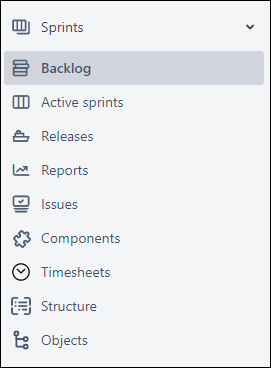 Sprints
Backlog
Active sprints
Releases
Reports
Issues
Components
Timesheets
Structure
Objects